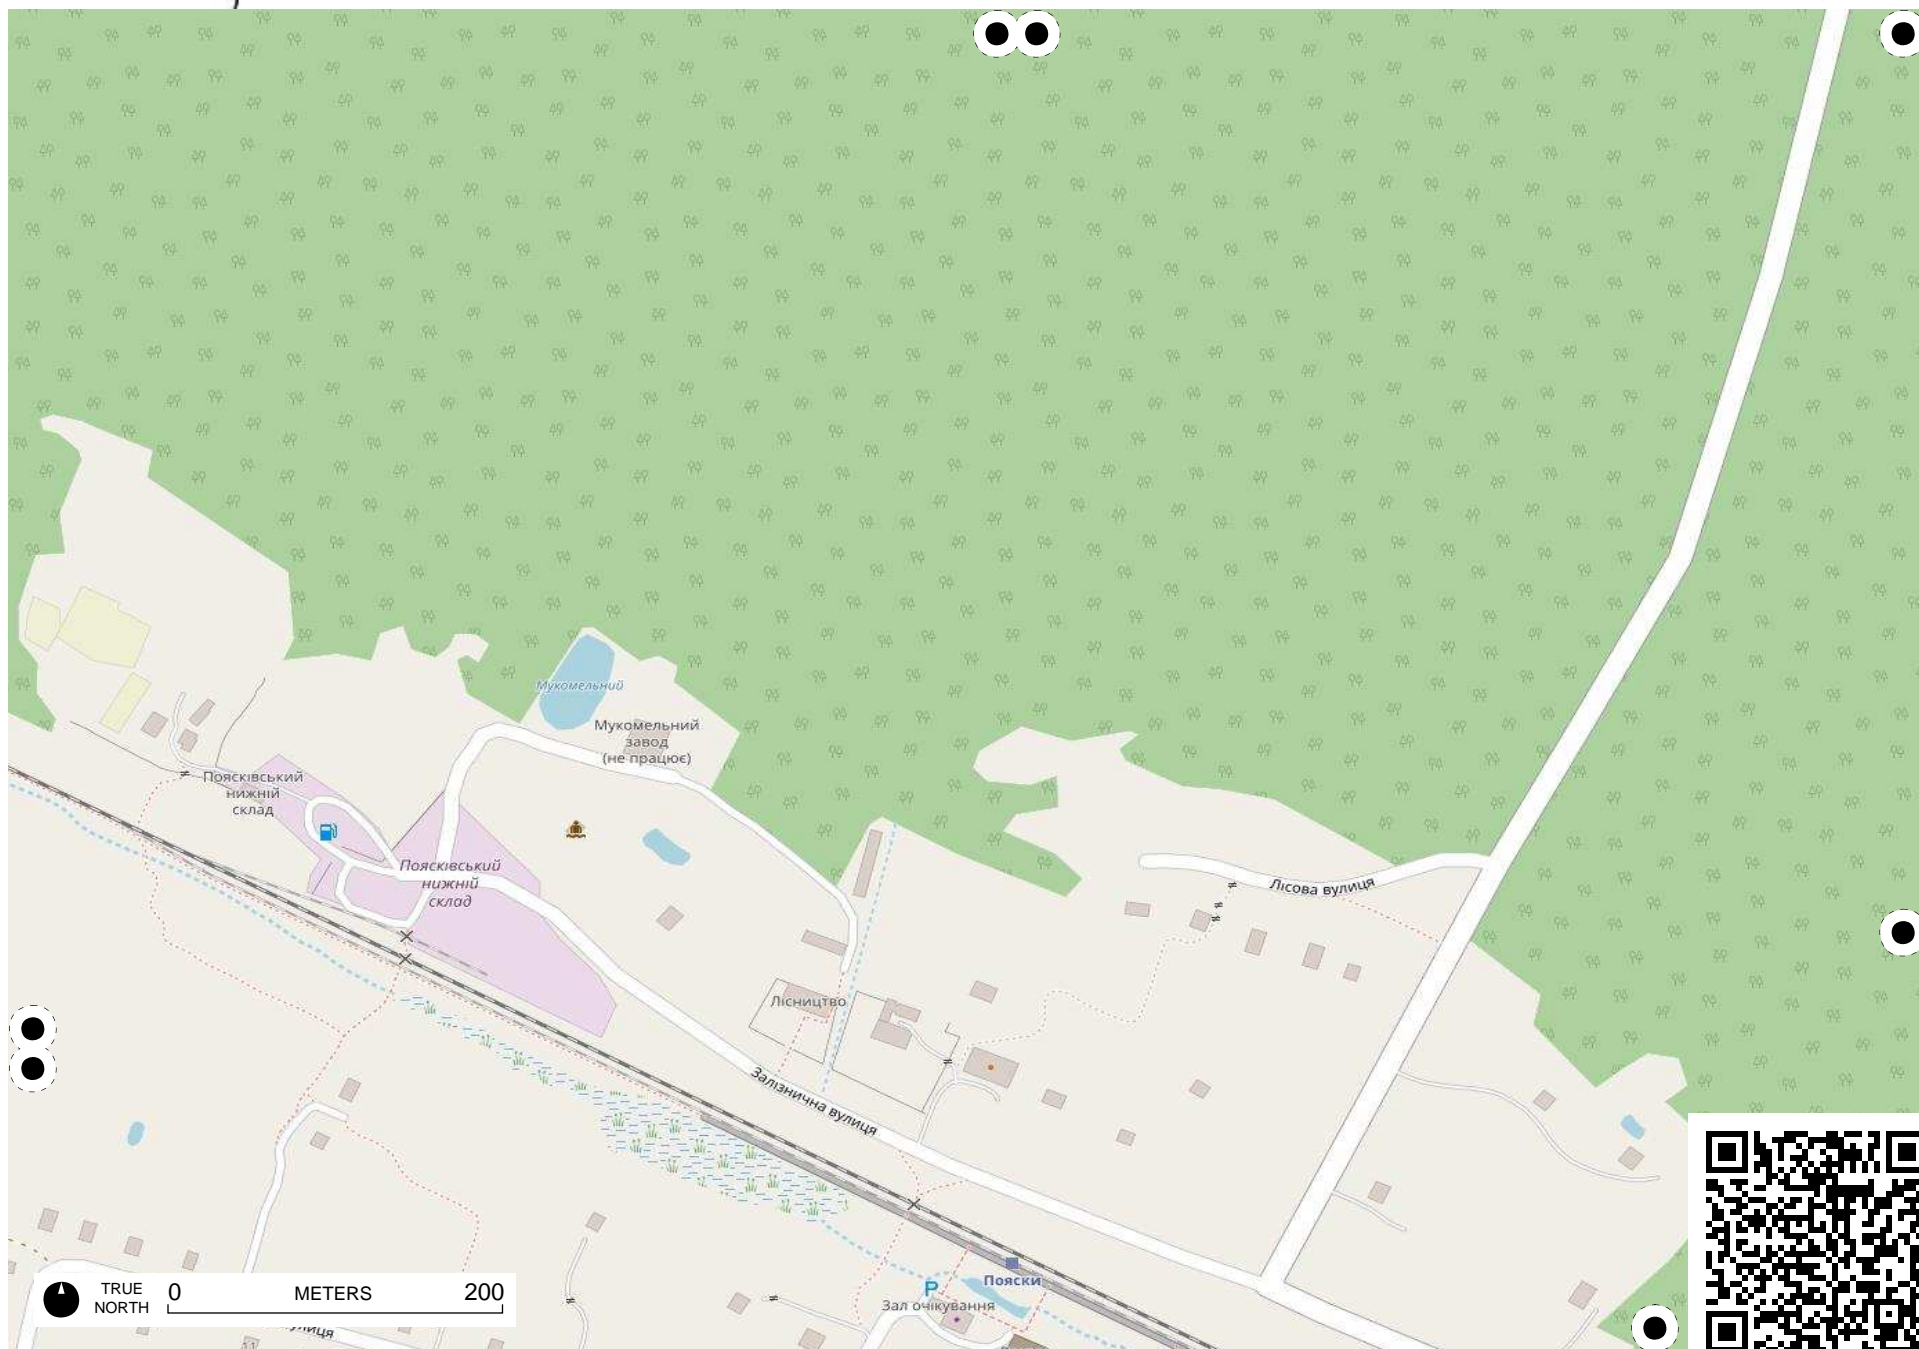 Мукомельний
Мукомельний
завод
(не працює)
Поясківський
нижній
склад
Поясківський
нижній
склад
Лісова вулиця
Лісництво
Залізнична вулиця
Пояски
P
Зал очікування
TRUE
NORTH
0
METERS
200